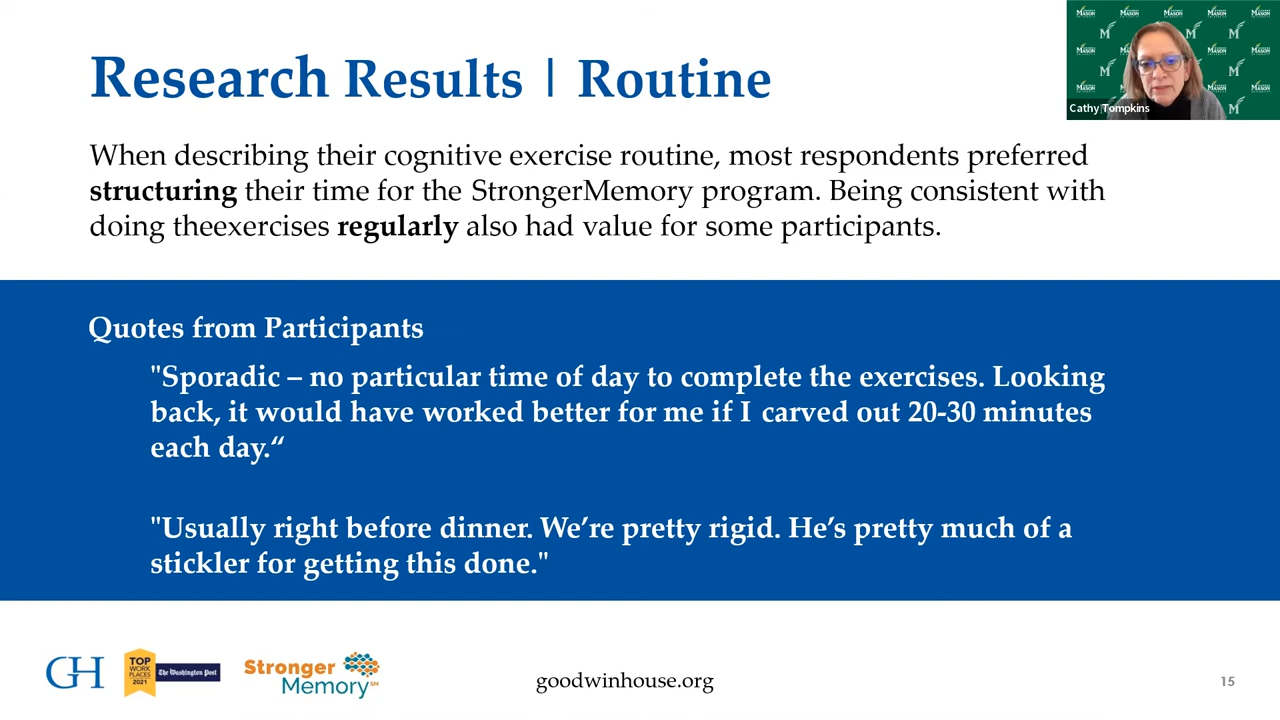 Research Results | Routine
Cathy Tompkins
When describing their cognitive exercise routine, most respondents preferred
structuring their time for the StrongerMemory program. Being consistent with
doing theexercises regularly also had value for some participants.
Quotes from Participants
"Sporadic – no particular time of day to complete the exercises. Looking
back, it would have worked better for me if I carved out 20-30 minutes
each day.“
"Usually right before dinner. We’re pretty rigid. He’s pretty much of a
stickler for getting this done."
GH
TOP
WORK
PLACES
2021
The Washington Post
Stronger
Memory
SM
goodwinhouse.org
15